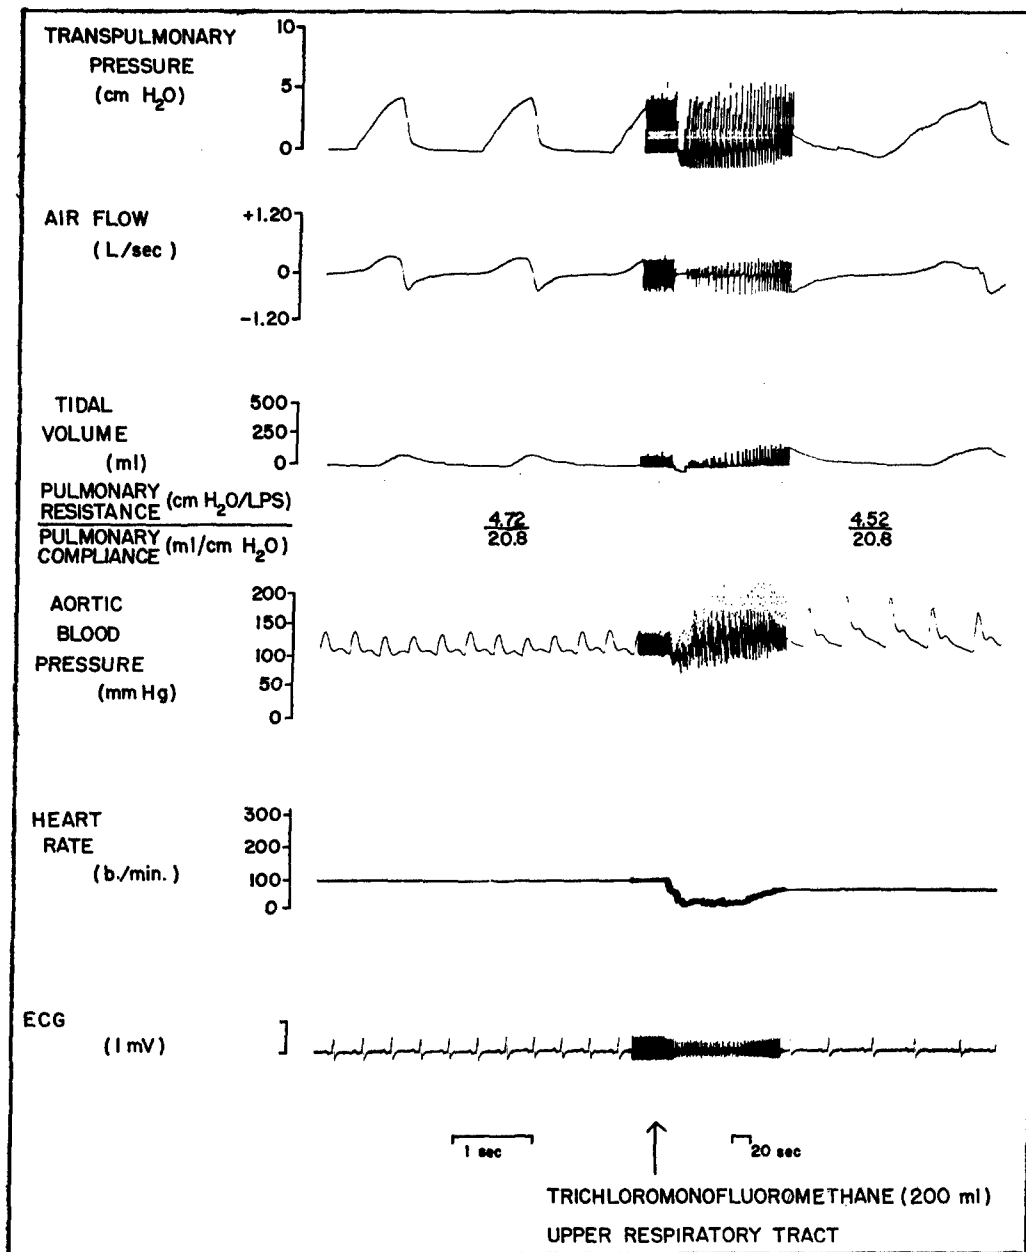 TRANSPULMONARY
PRESSURE
(cm H2O)
10
5
0
AIR FLOW
(L/sec)
+1.20
0
-1.20
TIDAL
VOLUME
(ml)
500
250
0
PULMONARY
RESISTANCE (cm H2O/LPS)
PULMONARY
COMPLIANCE (ml/cm H2O)
4.72
20.8
4.52
20.8
AORTIC
BLOOD
PRESSURE
(mm Hg)
200
150
100
50
0
HEART
RATE
(b./min.)
300
200
100
0
ECG
(1 mV)
1 sec
20 sec
TRICHLOROMONOFLUOROMETHANE (200 ml)
UPPER RESPIRATORY TRACT